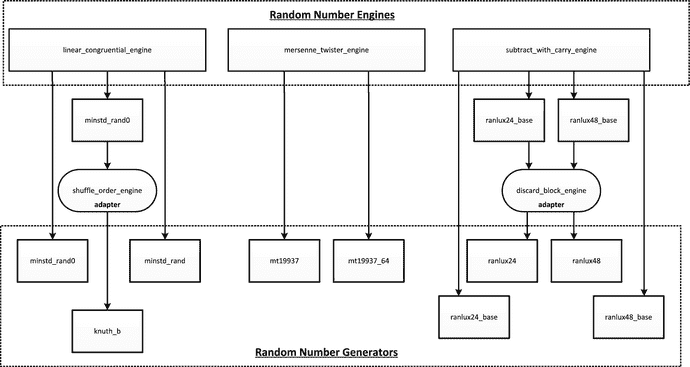 Random Number Engines
linear_congruential_engine
mersenne_twister_engine
subtract_with_carry_engine
minstd_rand0
ranlux24_base
ranlux48_base
shuffle_order_engine
adapter
discard_block_engine
adapter
minstd_rand0
minstd_rand
mt19937
mt19937_64
ranlux24
ranlux48
ranlux24_base
ranlux48_base
knuth_b
Random Number Generators